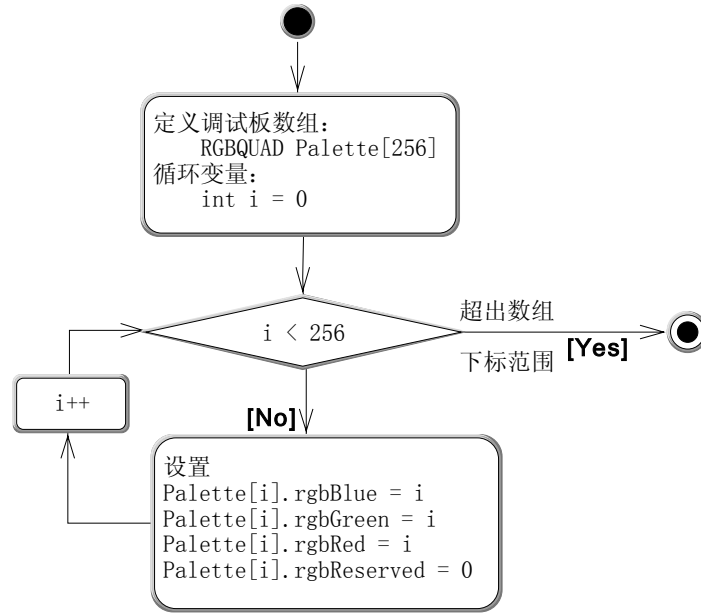 定义调试板数组：
RGBQUAD Palette[256]
循环变量：
int i = 0
i < 256
超出数组
下标范围
[Yes]
i++
[No]
设置
Palette[i].rgbBlue = i
Palette[i].rgbGreen = i
Palette[i].rgbRed = i
Palette[i].rgbReserved = 0